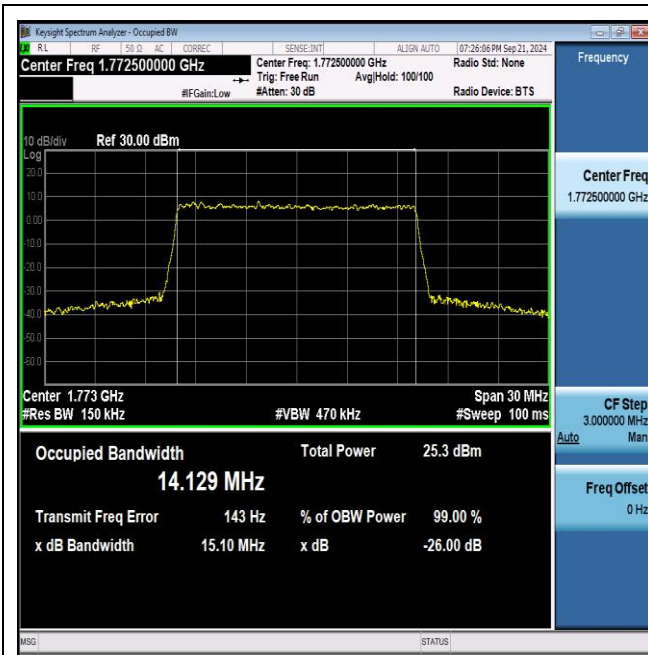 Keysight Spectrum Analyzer - Occupied BW
RL RF 50 Ω AC CORREC SENSE:INT ALIGN AUTO 07:26:06 PM Sep 21, 2024
Center Freq 1.772500000 GHz
Center Freq: 1.772500000 GHz Radio Std: None
Trig: Free Run Avg|Hold: 100/100
#IFGain:Low #Atten: 30 dB Radio Device: BTS
10 dB/div Ref 30.00 dBm
Log
20.0
10.0
0.00
-10.0
-20.0
-30.0
-40.0
-50.0
-60.0
Center 1.773 GHz Span 30 MHz
#Res BW 150 kHz #VBW 470 kHz #Sweep 100 ms
Occupied Bandwidth Total Power 25.3 dBm
14.129 MHz
Transmit Freq Error 143 Hz % of OBW Power 99.00 %
x dB Bandwidth 15.10 MHz x dB -26.00 dB
MSG STATUS
Frequency
Center Freq
1.772500000 GHz
CF Step
3.000000 MHz
Auto Man
Freq Offset
0 Hz